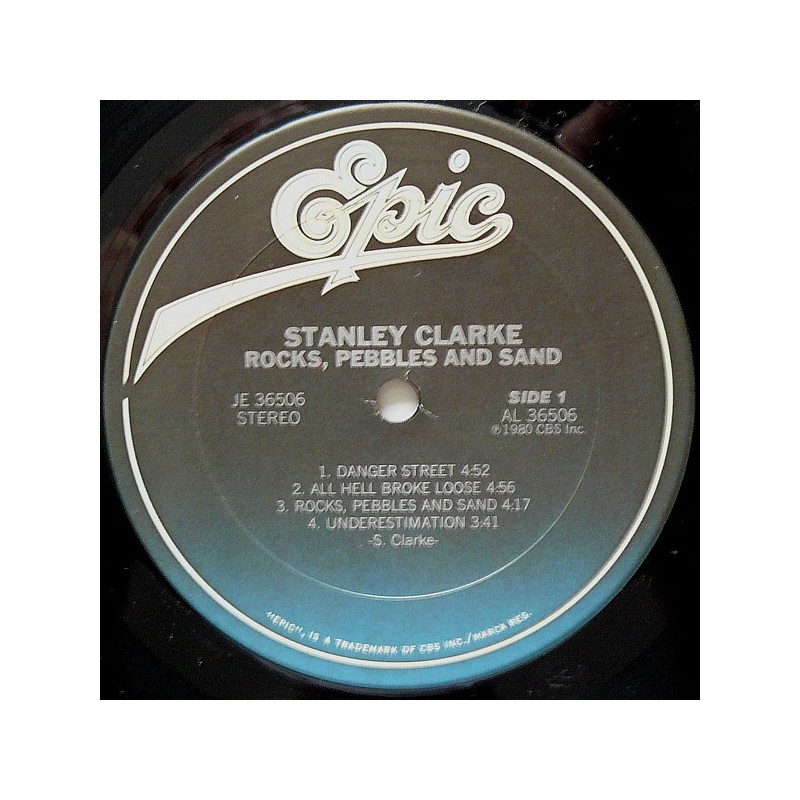 Epic
STANLEY CLARKE
ROCKS, PEBBLES AND SAND
JE 36506
STEREO
SIDE 1
AL 36506
℗1980 CBS Inc.
1. DANGER STREET 4:52
2. ALL HELL BROKE LOOSE 4:56
3. ROCKS, PEBBLES AND SAND 4:17
4. UNDERESTIMATION 3:41
-S. Clarke-
"EPIC", IS A TRADEMARK OF CBS INC./MARCA REG.